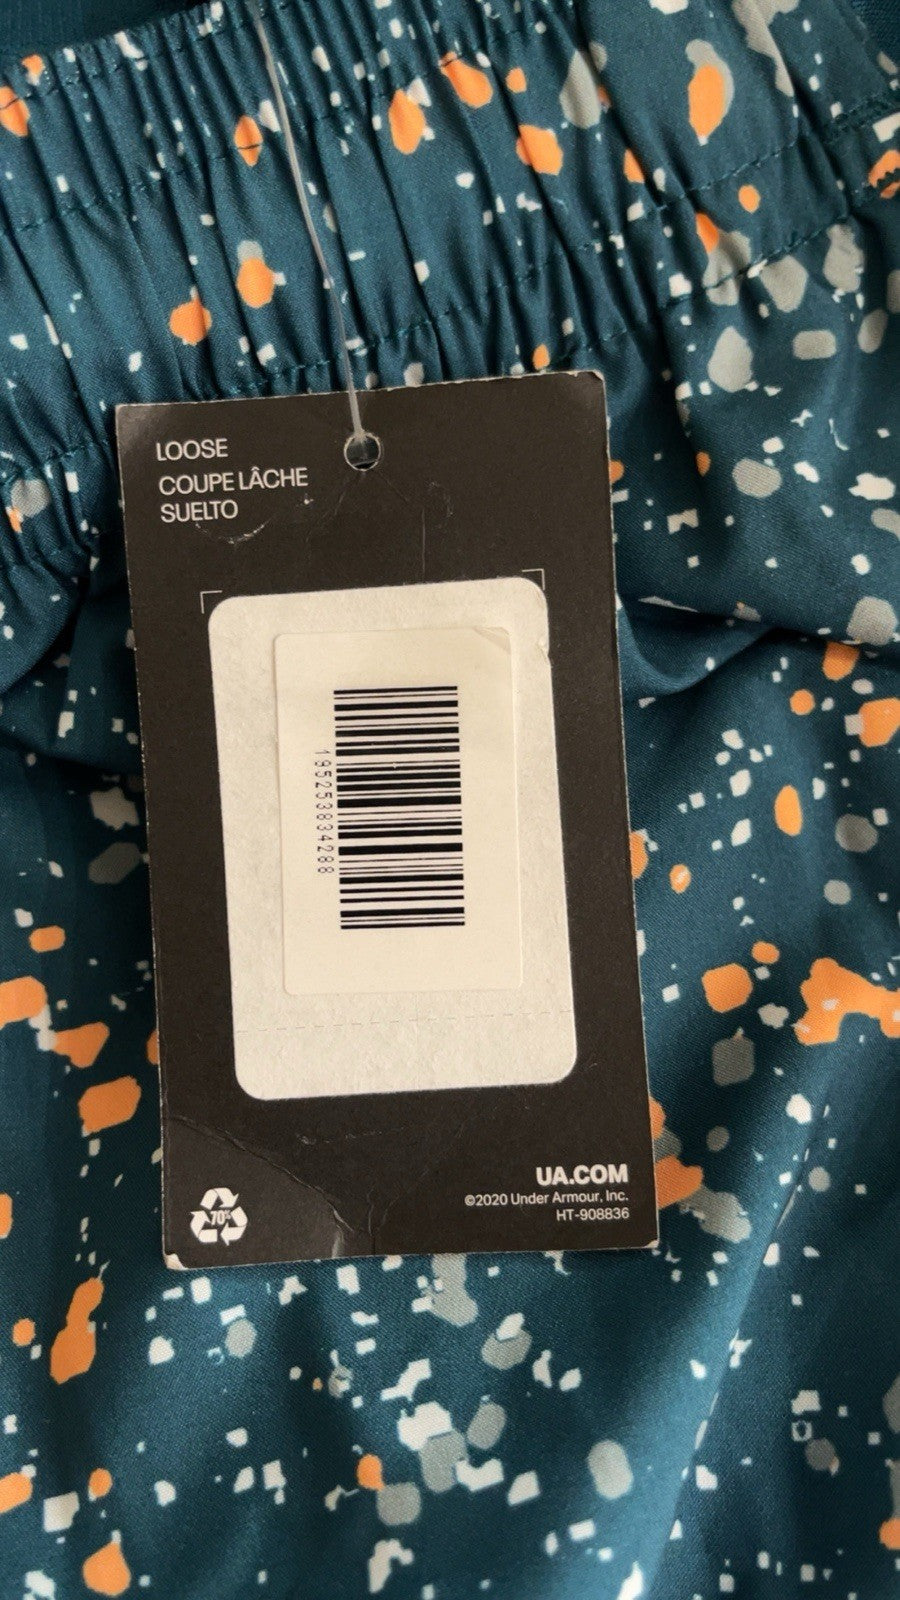 LOOSE
COUPE LÂCHE
SUELTO
195253834288
UA.COM
©2020 Under Armour, Inc.
HT-908836
70%